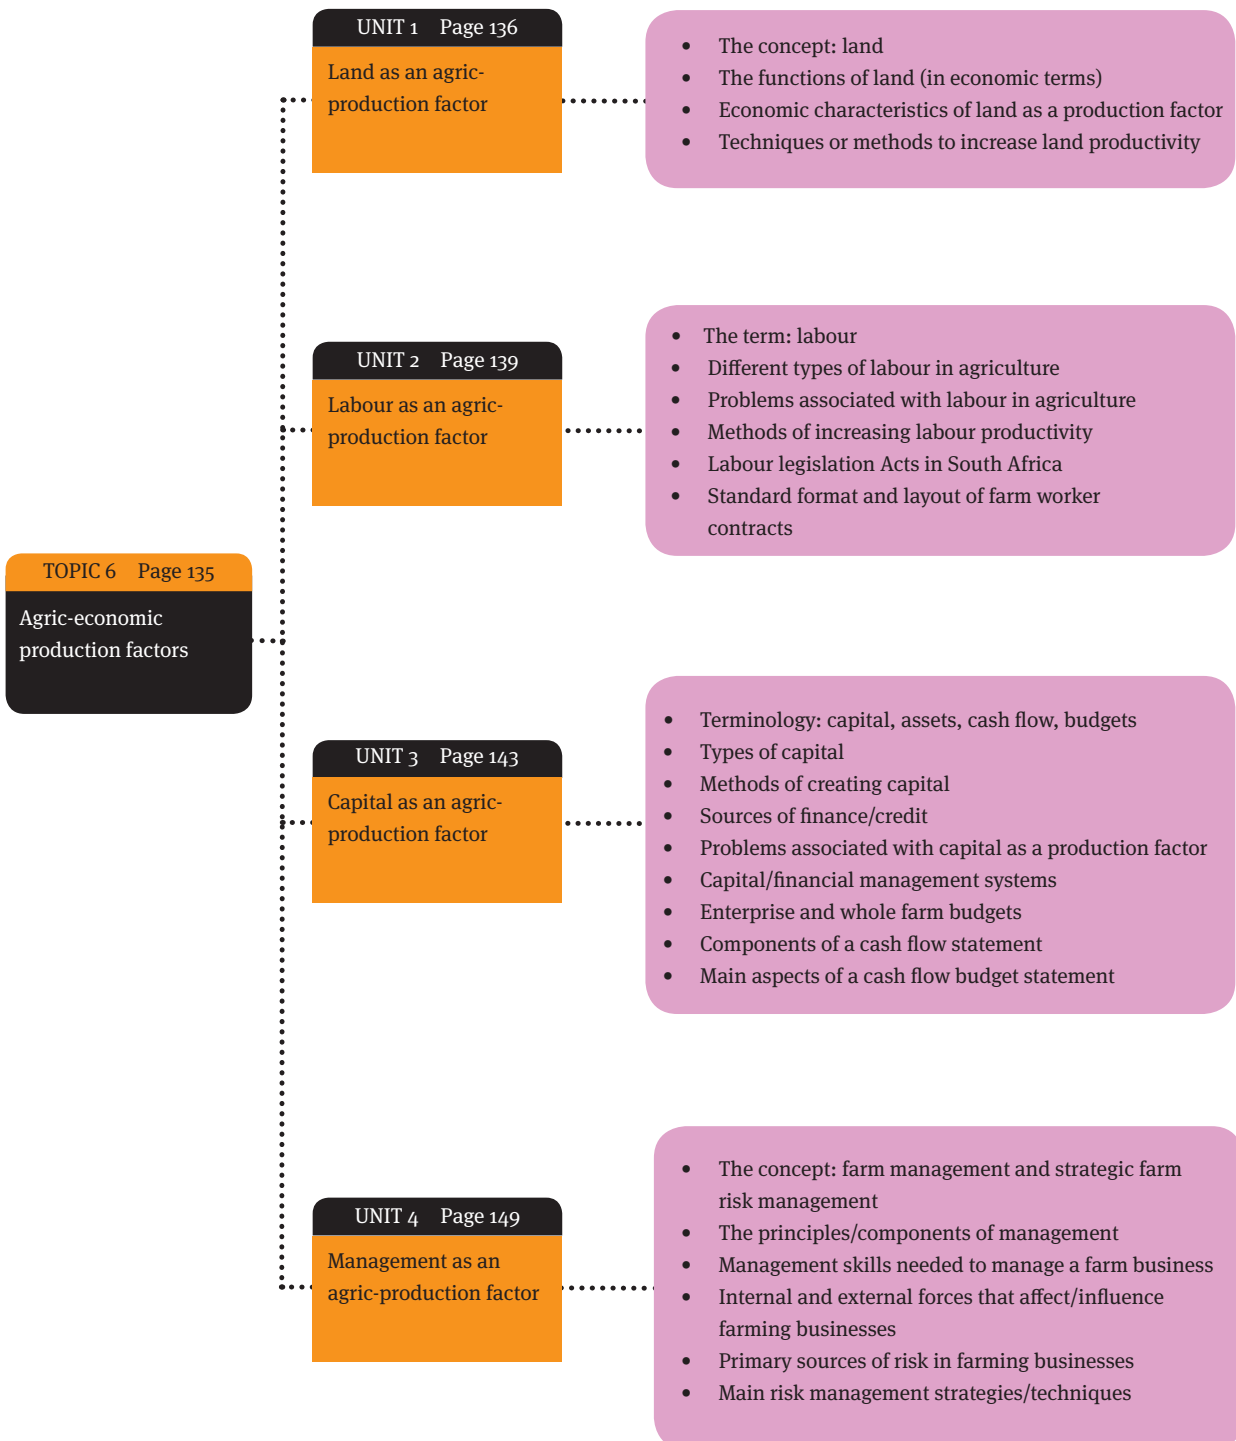 TOPIC 6 Page 135
Agric-economic
production factors
UNIT 1 Page 136
Land as an agric-
production factor
• The concept: land
• The functions of land (in economic terms)
• Economic characteristics of land as a production factor
• Techniques or methods to increase land productivity
UNIT 2 Page 139
Labour as an agric-
production factor
• The term: labour
• Different types of labour in agriculture
• Problems associated with labour in agriculture
• Methods of increasing labour productivity
• Labour legislation Acts in South Africa
• Standard format and layout of farm worker
contracts
UNIT 3 Page 143
Capital as an agric-
production factor
• Terminology: capital, assets, cash flow, budgets
• Types of capital
• Methods of creating capital
• Sources of finance/credit
• Problems associated with capital as a production factor
• Capital/financial management systems
• Enterprise and whole farm budgets
• Components of a cash flow statement
• Main aspects of a cash flow budget statement
UNIT 4 Page 149
Management as an
agric-production factor
• The concept: farm management and strategic farm
risk management
• The principles/components of management
• Management skills needed to manage a farm business
• Internal and external forces that affect/influence
farming businesses
• Primary sources of risk in farming businesses
• Main risk management strategies/techniques